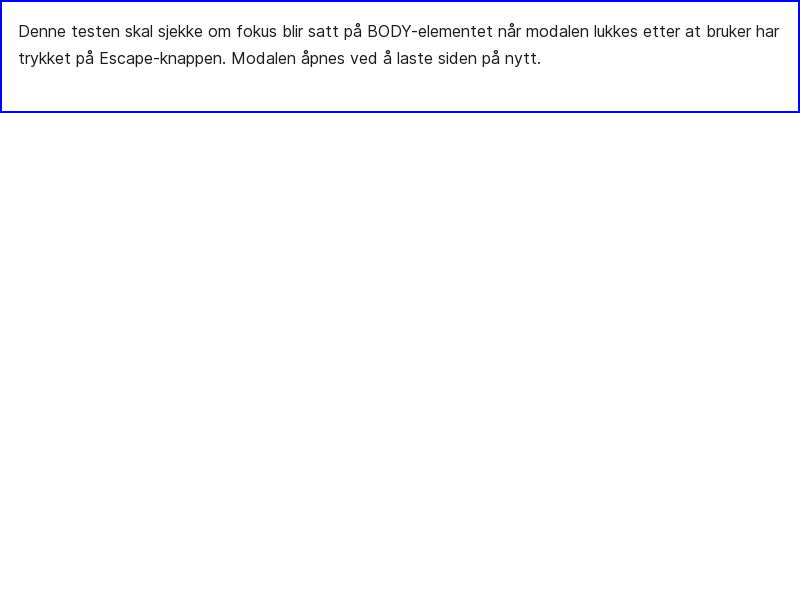 Denne testen skal sjekke om fokus blir satt på BODY-elementet når modalen lukkes etter at bruker har
trykket på Escape-knappen. Modalen åpnes ved å laste siden på nytt.